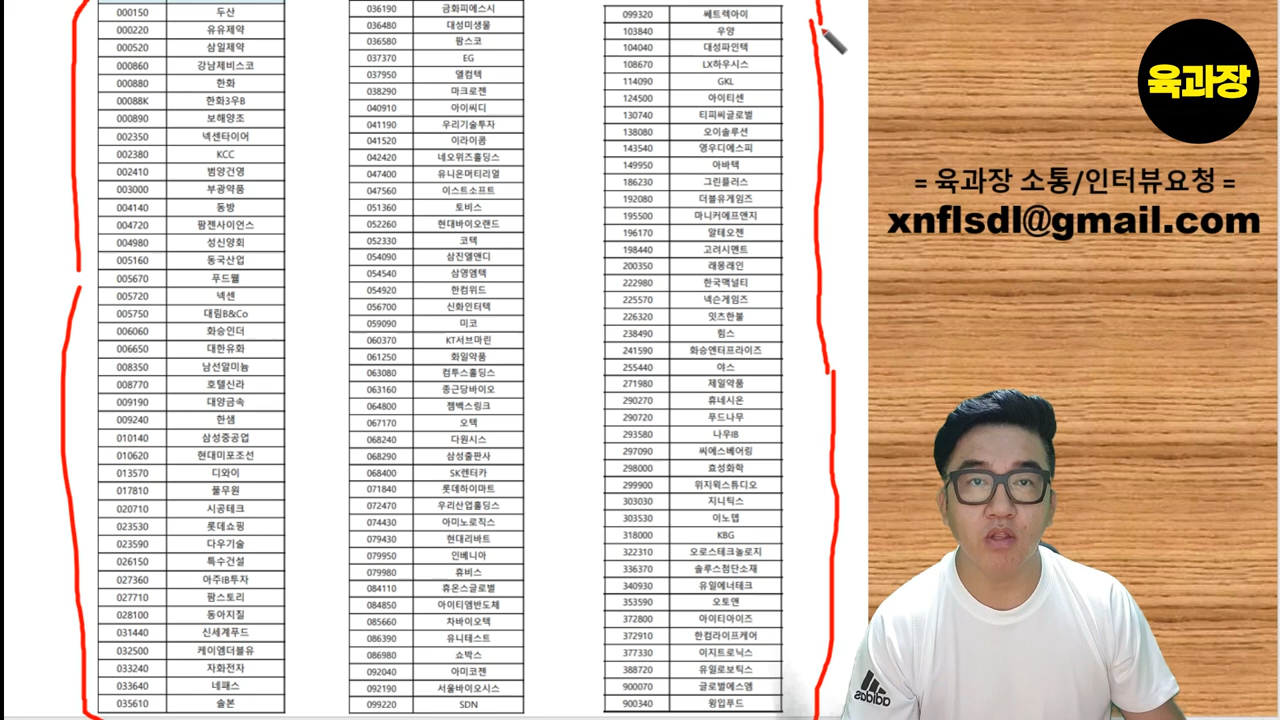 000150 두산
000220 유유제약
000520 삼일제약
000860 강남제비스코
000880 한화
00088K 한화3우B
000890 보해양조
002350 넥센타이어
002380 KCC
002410 범양건영
003000 부광약품
004140 동방
004720 팜젠사이언스
004980 성신양회
005160 동국산업
005670 푸드웰
005720 넥센
005750 대림B&Co
006060 화승인더
006650 대한유화
008350 남선알미늄
008770 호텔신라
009190 대양금속
009240 한샘
010140 삼성중공업
010620 현대미포조선
013570 디와이
017810 풀무원
020710 시공테크
023530 롯데쇼핑
023590 다우기술
026150 특수건설
027360 아주IB투자
027710 팜스토리
028100 동아지질
031440 신세계푸드
032500 케이엠더블유
033240 자화전자
033640 네패스
035610 솔본
036190 금화피에스시
036480 대성미생물
036580 팜스코
037370 EG
037950 엘컴텍
038290 마크로젠
040910 아이씨디
041190 우리기술투자
041520 이라이콤
042420 네오위즈홀딩스
047400 유니온머티리얼
047560 이스트소프트
051360 토비스
052260 현대바이오랜드
052330 코텍
054090 삼진엘앤디
054540 삼영엠텍
054920 한컴위드
056700 신화인터텍
059090 미코
060370 KT서브마린
061250 화일약품
063080 컴투스홀딩스
063160 종근당바이오
064800 젬백스링크
067170 오텍
068240 다원시스
068290 삼성출판사
068400 SK렌터카
071840 롯데하이마트
072470 우리산업홀딩스
074430 아미노로직스
079430 현대리바트
079950 인베니아
079980 휴비스
084110 휴온스글로벌
084850 아이티엠반도체
085660 차바이오텍
086390 유니테스트
086980 쇼박스
092040 아미코젠
092190 서울바이오시스
099220 SDN
099320 쎄트렉아이
103840 우양
104040 대성파인텍
108670 LX하우시스
114090 GKL
124500 아이티센
130740 티피씨글로벌
138080 오이솔루션
143540 영우디에스피
149950 아바텍
186230 그린플러스
192080 더블유게임즈
195500 마니커에프앤지
196170 알테오젠
198440 고려시멘트
200350 래몽래인
222980 한국맥널티
225570 넥슨게임즈
226320 잇츠한불
238490 힘스
241590 화승엔터프라이즈
255440 야스
271980 제일약품
290270 휴네시온
290720 푸드나무
293580 나우IB
297090 씨에스베어링
298000 효성화학
299900 위지윅스튜디오
303030 지니틱스
303530 이노뎁
318000 KBG
322310 오로스테크놀로지
336370 솔루스첨단소재
340930 유일에너테크
353590 오토앤
372800 아이티아이즈
372910 한컴라이프케어
377330 이지트로닉스
388720 유일로보틱스
900070 글로벌에스엠
900340 윙입푸드
육과장
= 육과장 소통/인터뷰요청 =
xnflsdl@gmail.com
adidas